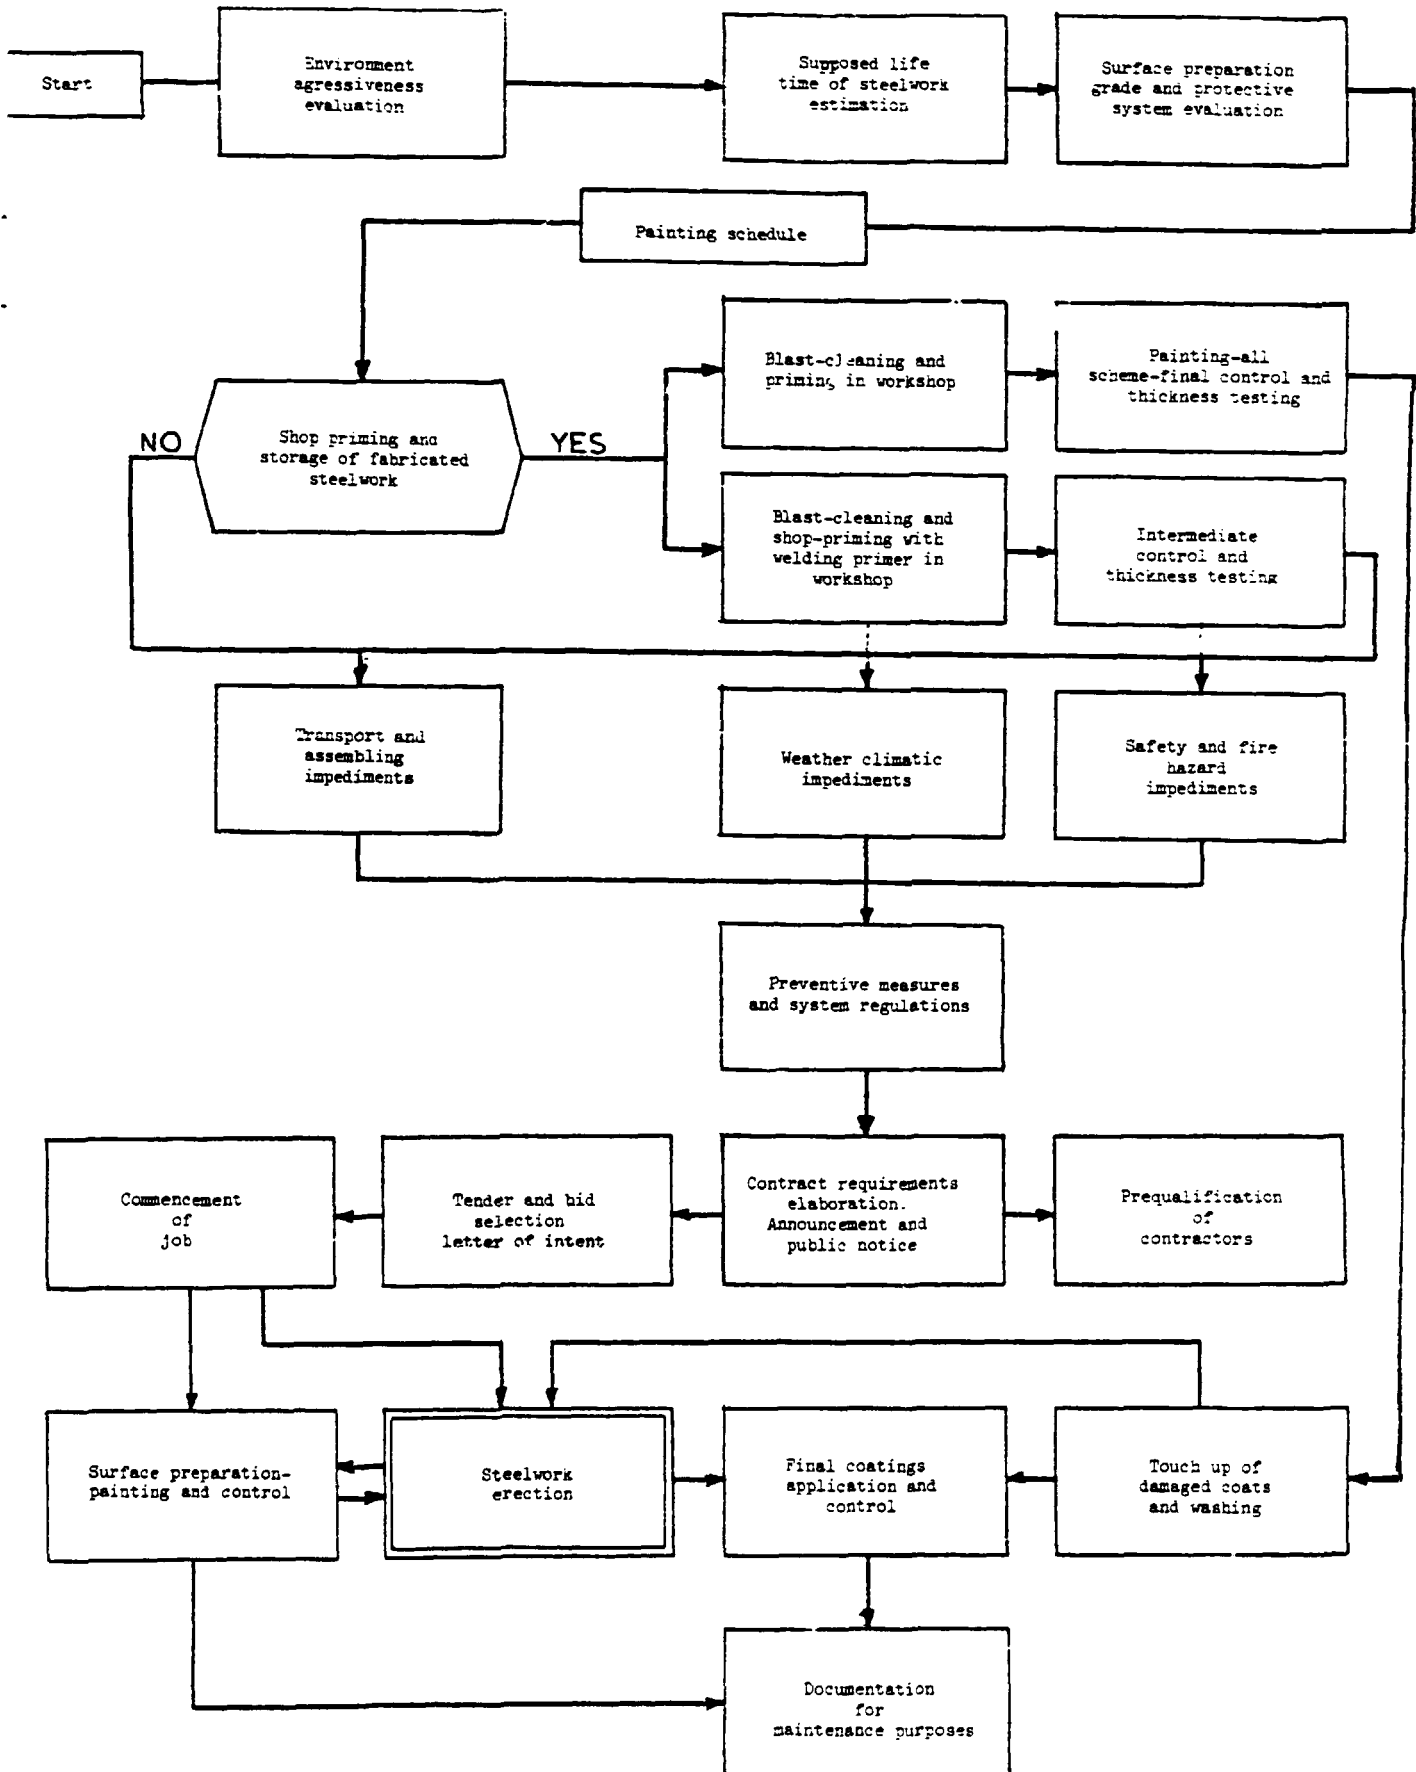 Start
Environment
agressiveness
evaluation
Supposed life
time of steelwork
estimation
Surface preparation
grade and protective
system evaluation
Painting schedule
Shop priming and
storage of fabricated
steelwork
NO
YES
Blast-cleaning and
priming in workshop
Painting-all
scheme-final control and
thickness testing
Blast-cleaning and
shop-priming with
welding primer in
workshop
Intermediate
control and
thickness testing
Transport and
assembling
impediments
Weather climatic
impediments
Safety and fire
hazard
impediments
Preventive measures
and system regulations
Commencement
of
job
Tender and bid
selection
letter of intent
Contract requirements
elaboration.
Announcement and
public notice
Prequalification
of
contractors
Surface preparation-
painting and control
Steelwork
erection
Final coatings
application and
control
Touch up of
damaged coats
and washing
Documentation
for
maintenance purposes